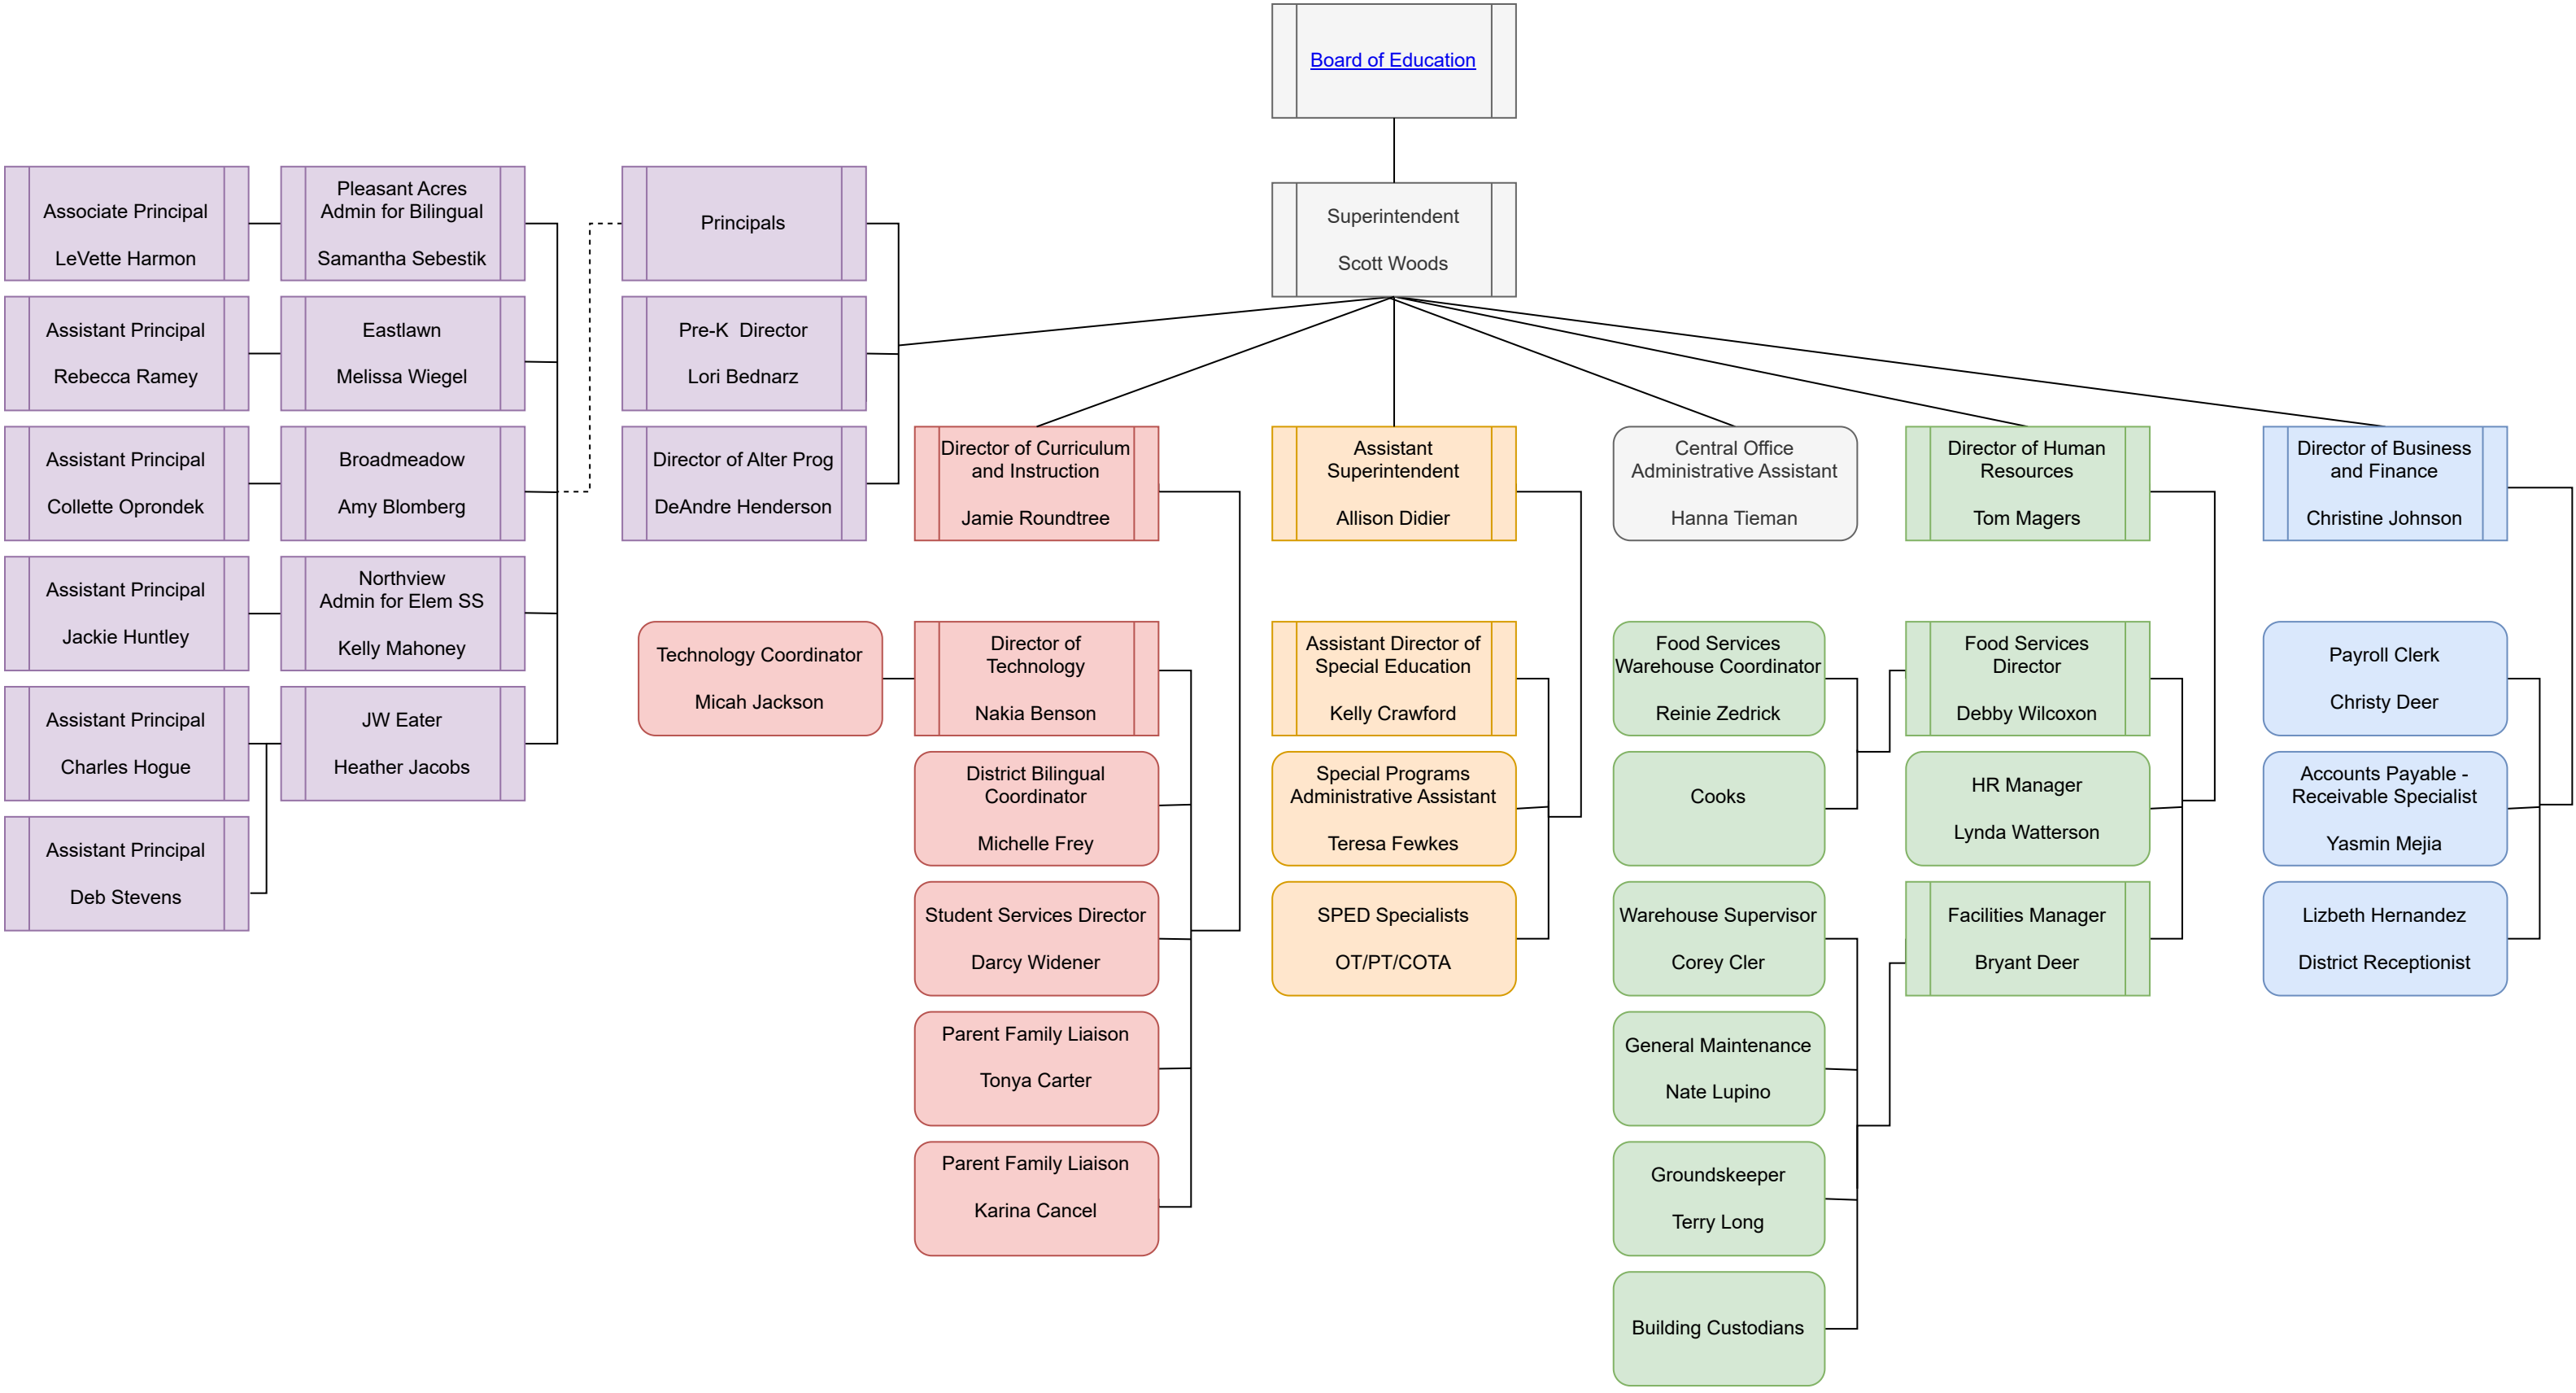 Board of Education
Superintendent
Scott Woods
Associate Principal
LeVette Harmon
Pleasant Acres
Admin for Bilingual
Samantha Sebestik
Principals
Assistant Principal
Rebecca Ramey
Eastlawn
Melissa Wiegel
Pre-K  Director
Lori Bednarz
Assistant Principal
Collette Oprondek
Broadmeadow
Amy Blomberg
Director of Alter Prog
DeAndre Henderson
Director of Curriculum
and Instruction
Jamie Roundtree
Assistant
Superintendent
Allison Didier
Central Office
Administrative Assistant
Hanna Tieman
Director of Human
Resources
Tom Magers
Director of Business
and Finance
Christine Johnson
Assistant Principal
Jackie Huntley
Northview
Admin for Elem SS
Kelly Mahoney
Technology Coordinator
Micah Jackson
Director of
Technology
Nakia Benson
Assistant Director of
Special Education
Kelly Crawford
Food Services
Warehouse Coordinator
Reinie Zedrick
Food Services
Director
Debby Wilcoxon
Payroll Clerk
Christy Deer
Assistant Principal
Charles Hogue
JW Eater
Heather Jacobs
District Bilingual
Coordinator
Michelle Frey
Special Programs
Administrative Assistant
Teresa Fewkes
Cooks
HR Manager
Lynda Watterson
Accounts Payable -
Receivable Specialist
Yasmin Mejia
Assistant Principal
Deb Stevens
Student Services Director
Darcy Widener
SPED Specialists
OT/PT/COTA
Warehouse Supervisor
Corey Cler
Facilities Manager
Bryant Deer
Lizbeth Hernandez
District Receptionist
Parent Family Liaison
Tonya Carter
General Maintenance
Nate Lupino
Parent Family Liaison
Karina Cancel
Groundskeeper
Terry Long
Building Custodians